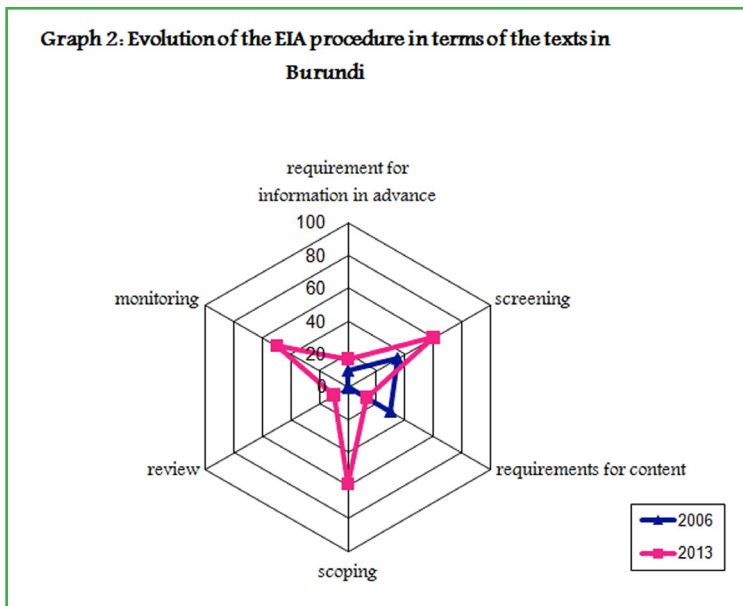 Graph 2: Evolution of the EIA procedure in terms of the texts in
Burundi
requirement for
information in advance
100
80
60
40
20
0
monitoring
screening
review
requirements for content
scoping
2006
2013